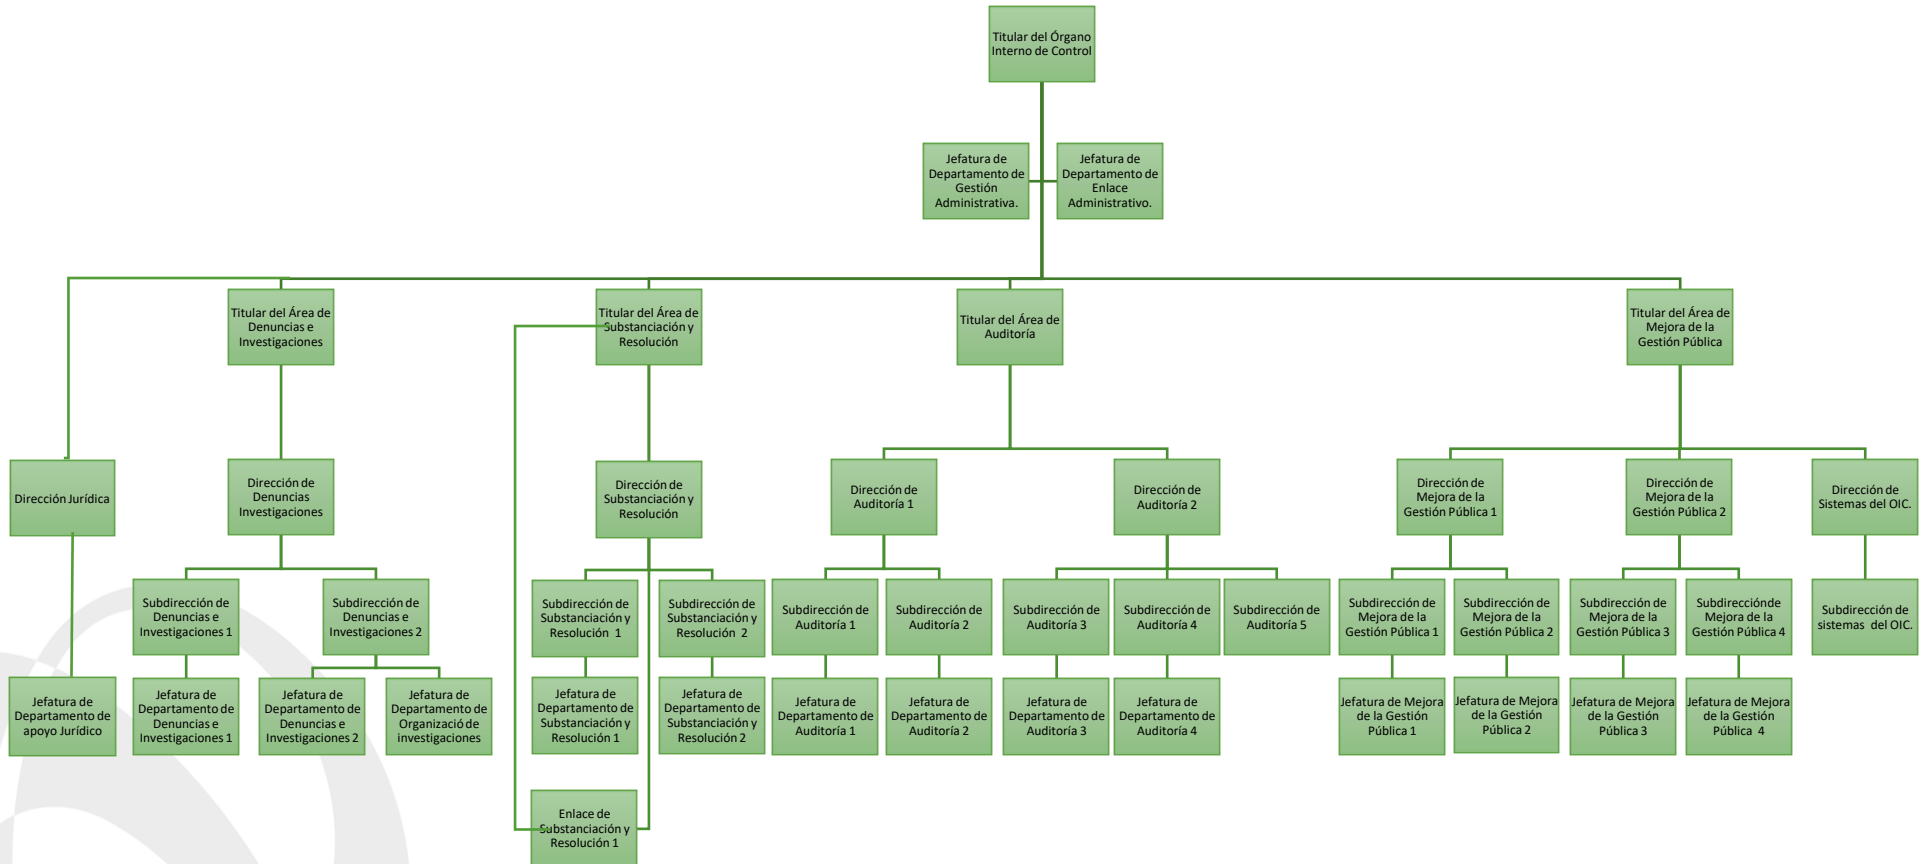 Titular del Órgano
Interno de Control
Jefatura de
Departamento de
Gestión
Administrativa.
Jefatura de
Departamento de
Enlace
Administrativo.
Titular del Área de
Denuncias e
Investigaciones
Titular del Área de
Substanciación y
Resolución
Titular del Área de
Auditoría
Titular del Área de
Mejora de la
Gestión Pública
Dirección Jurídica
Dirección de
Denuncias
Investigaciones
Dirección de
Substanciación y
Resolución
Dirección de
Auditoría 1
Dirección de
Auditoría 2
Dirección de
Mejora de la
Gestión Pública 1
Dirección de
Mejora de la
Gestión Pública 2
Dirección de
Sistemas del OIC.
Subdirección de
Denuncias e
Investigaciones 1
Subdirección de
Denuncias e
Investigaciones 2
Subdirección de
Substanciación y
Resolución 1
Subdirección de
Substanciación y
Resolución 2
Subdirección de
Auditoría 1
Subdirección de
Auditoría 2
Subdirección de
Auditoría 3
Subdirección de
Auditoría 4
Subdirección de
Auditoría 5
Subdirección de
Mejora de la
Gestión Pública 1
Subdirección de
Mejora de la
Gestión Pública 2
Subdirección de
Mejora de la
Gestión Pública 3
Subdirecciónde
Mejora de la
Gestión Pública 4
Subdirección de
sistemas del OIC.
Jefatura de
Departamento de
apoyo Jurídico
Jefatura de
Departamento de
Denuncias e
Investigaciones 1
Jefatura de
Departamento de
Denuncias e
Investigaciones 2
Jefatura de
Departamento de
Organizació de
investigaciones
Jefatura de
Departamento de
Substanciación y
Resolución 1
Jefatura de
Departamento de
Substanciación y
Resolución 2
Jefatura de
Departamento de
Auditoría 1
Jefatura de
Departamento de
Auditoría 2
Jefatura de
Departamento de
Auditoría 3
Jefatura de
Departamento de
Auditoría 4
Jefatura de Mejora
de la Gestión
Pública 1
Jefatura de Mejora
de la Gestión
Pública 2
Jefatura de Mejora
de la Gestión
Pública 3
Jefatura de Mejora
de la Gestión
Pública 4
Enlace de
Substanciación y
Resolución 1